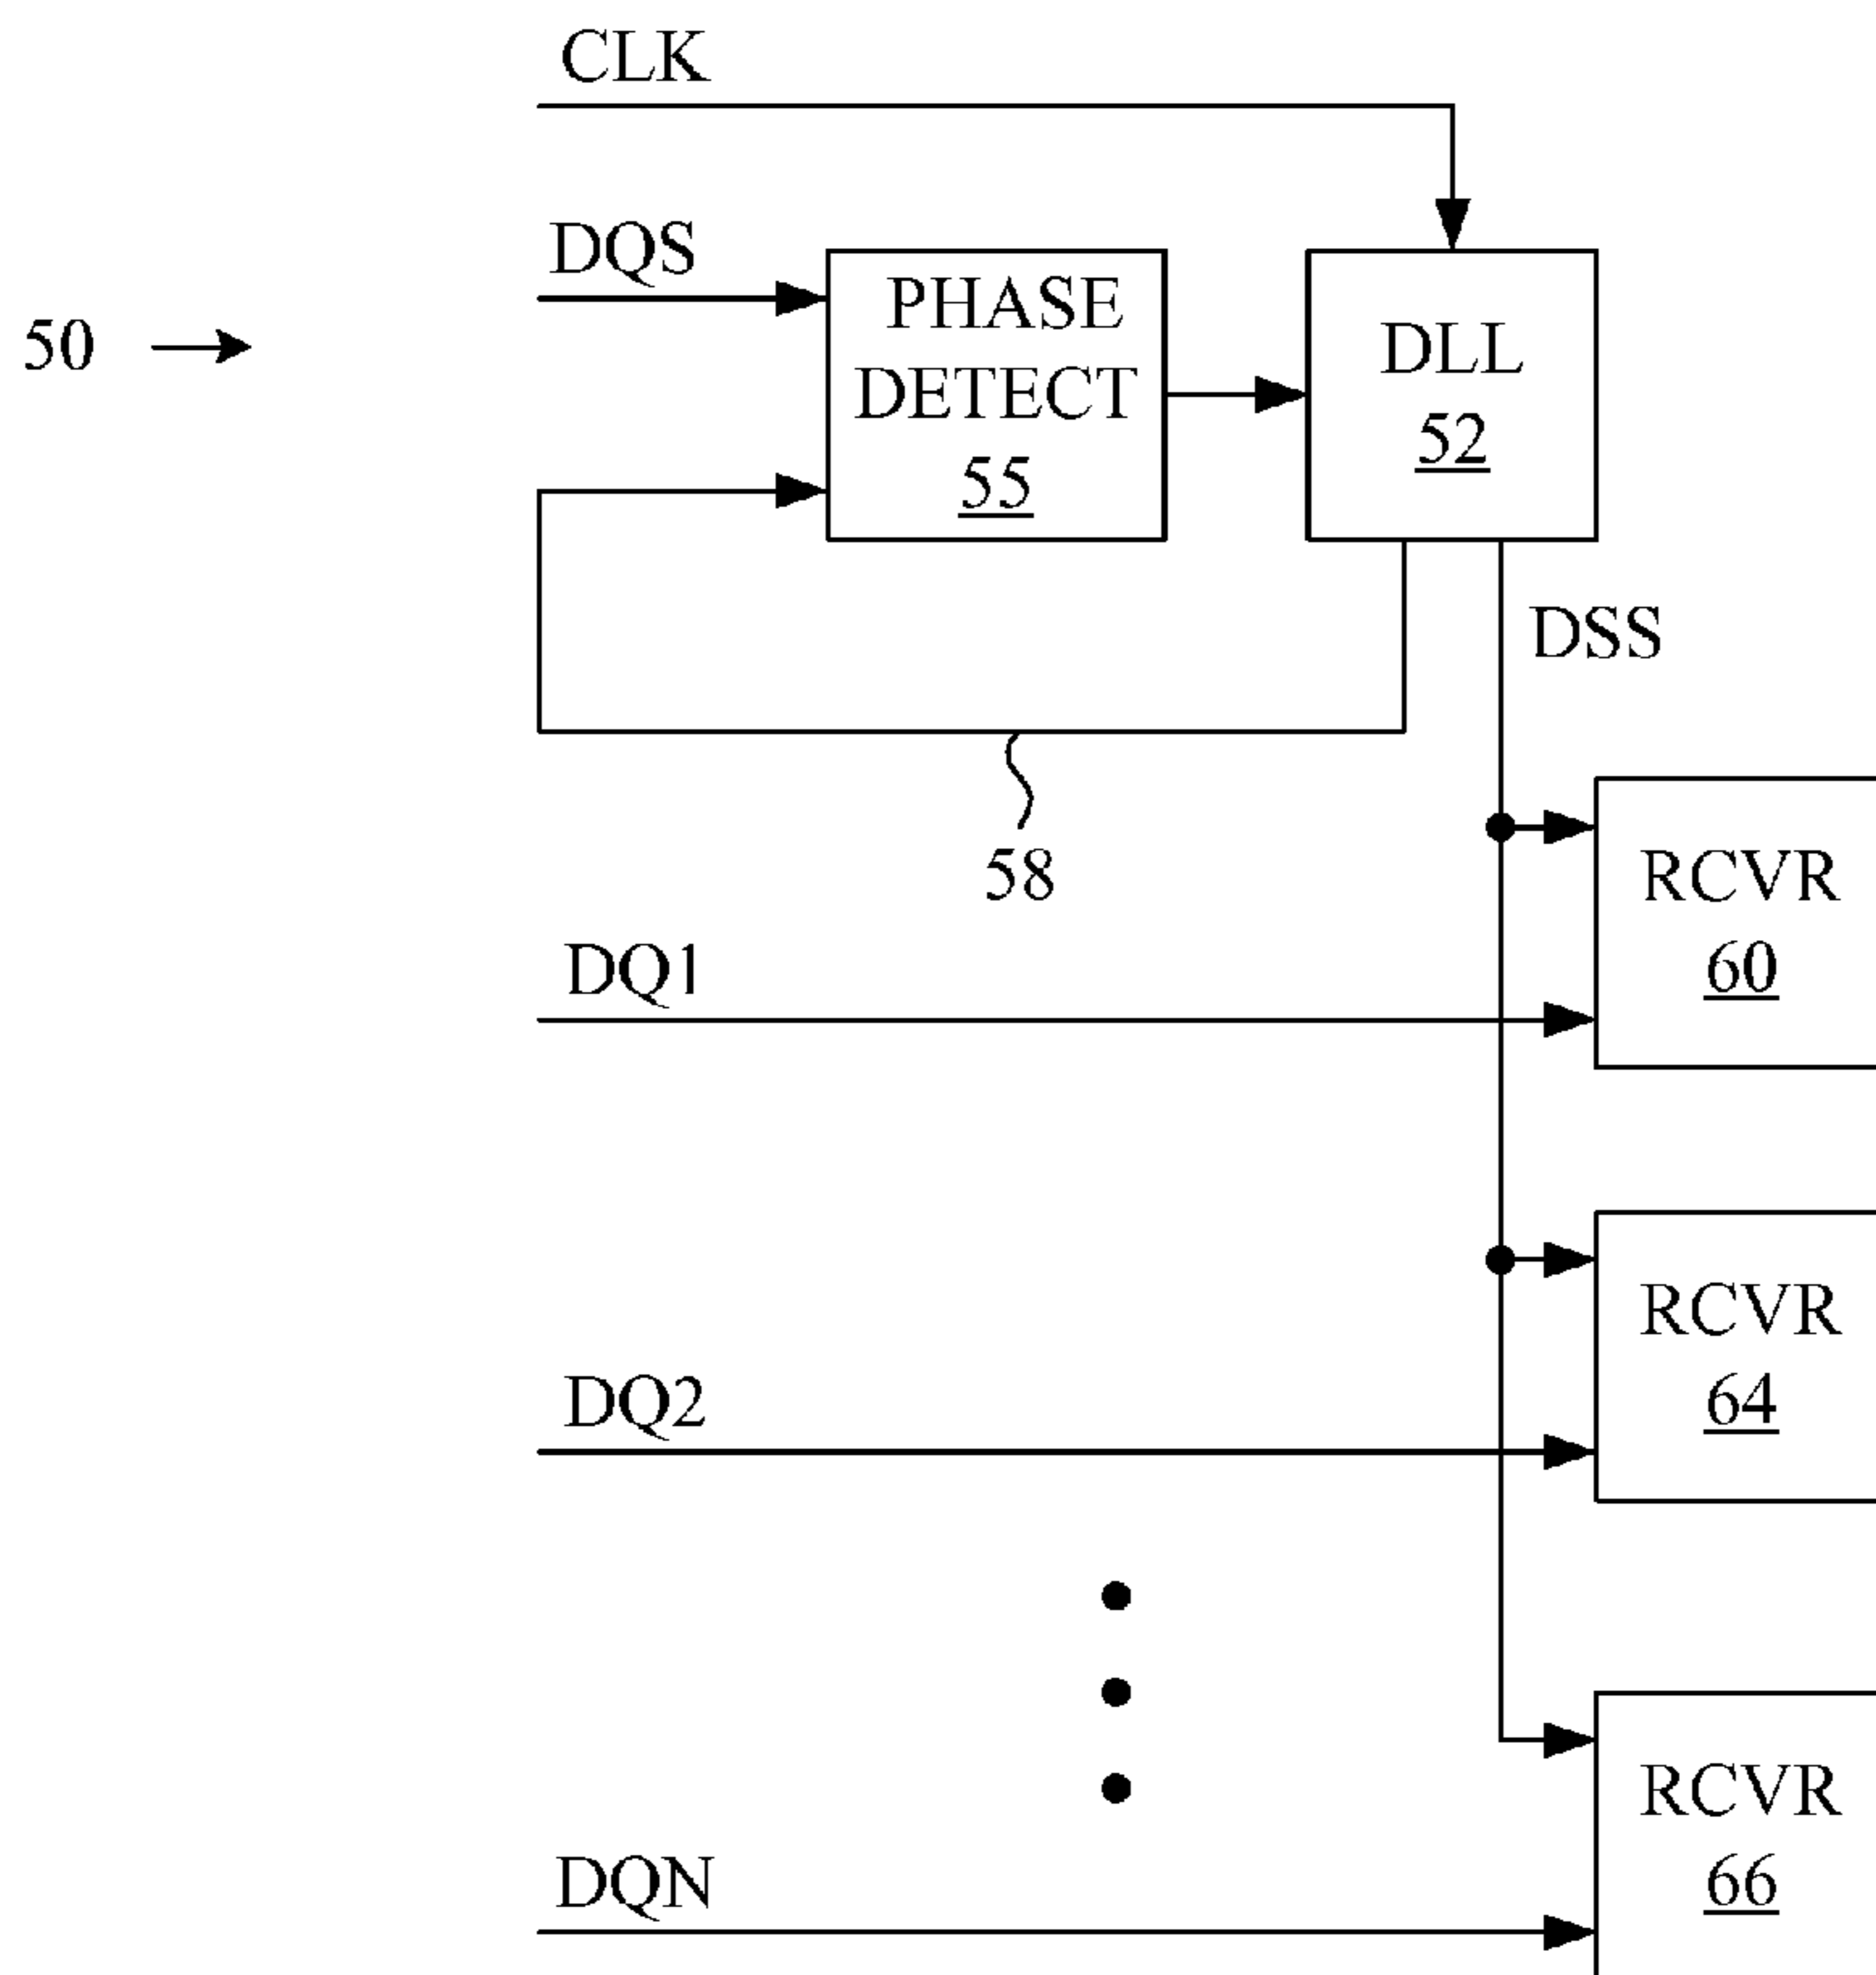 CLK
DQS
50
PHASE
DETECT
55
DLL
52
DSS
58
RCVR
60
DQ1
RCVR
64
DQ2
RCVR
66
DQN